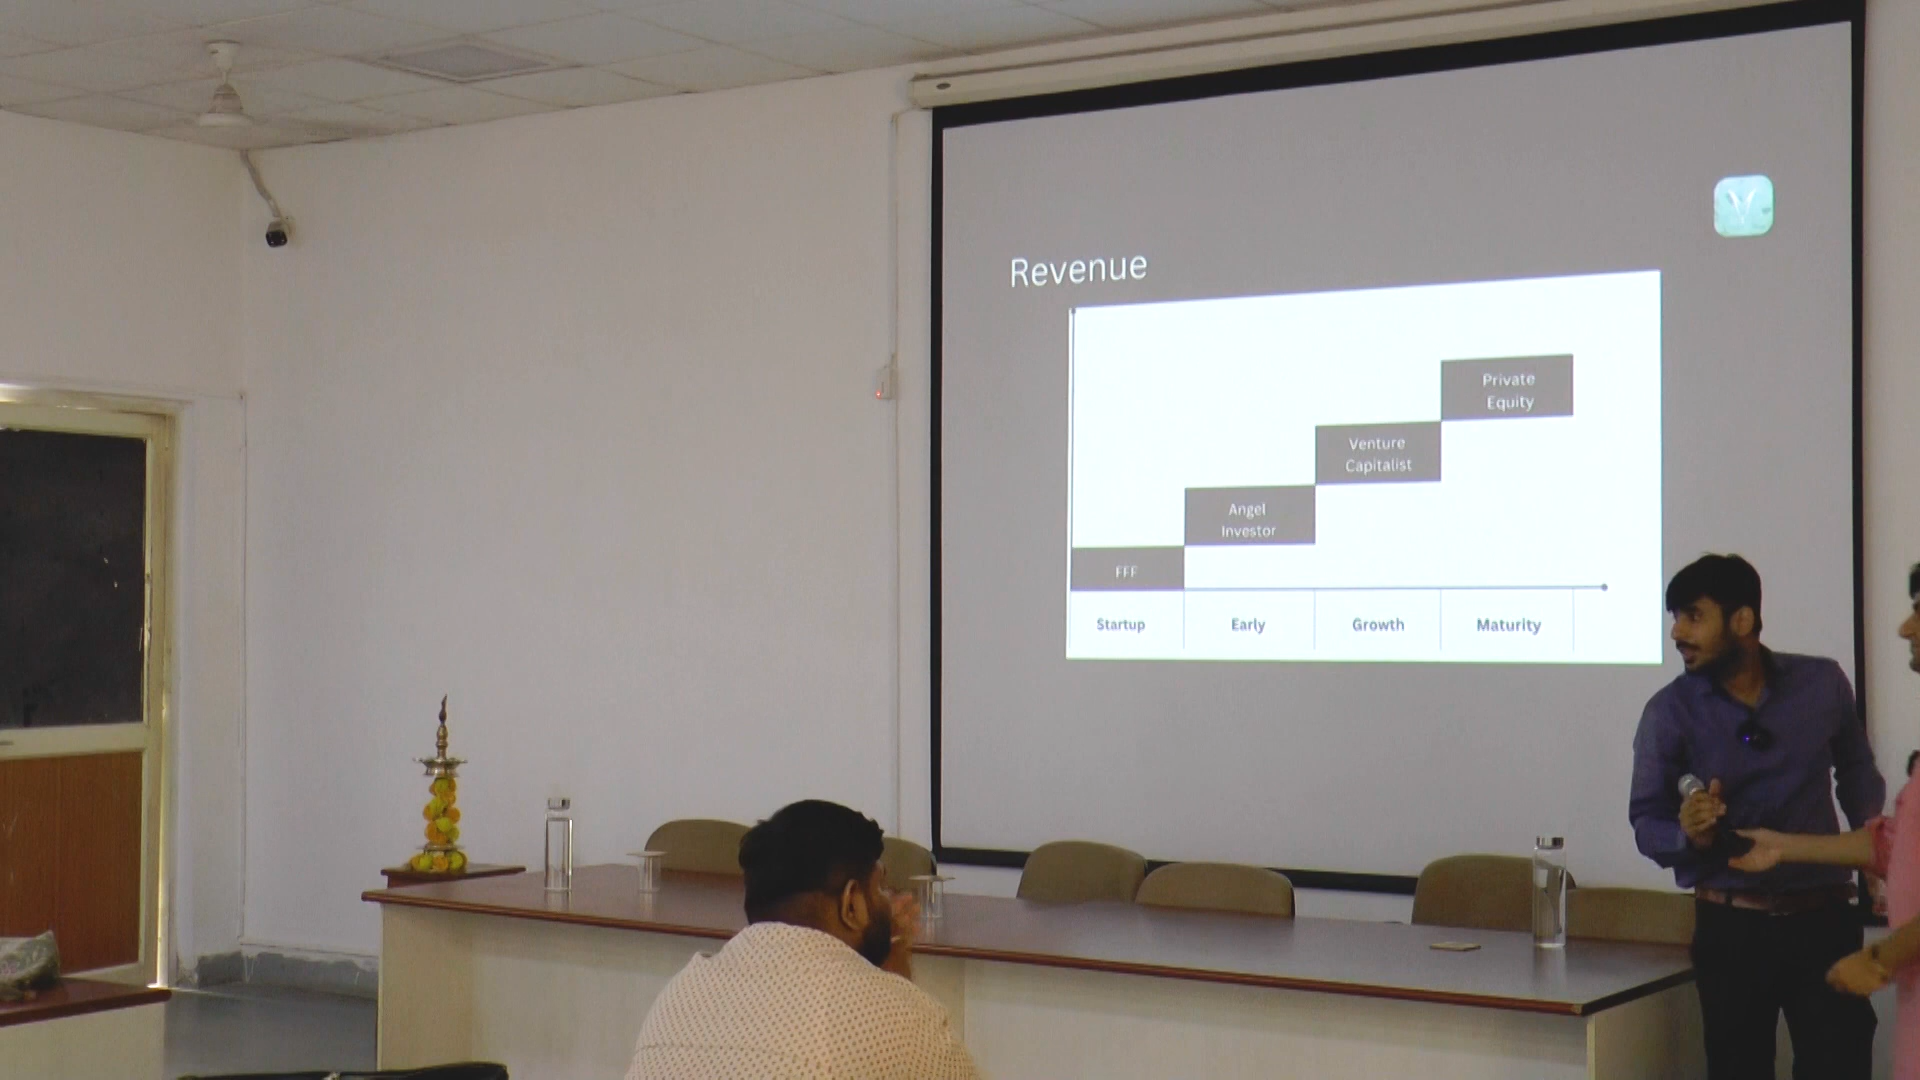 Revenue
Private
Equity
Venture
Capitalist
Angel
Investor
FFF
Startup
Early
Growth
Maturity